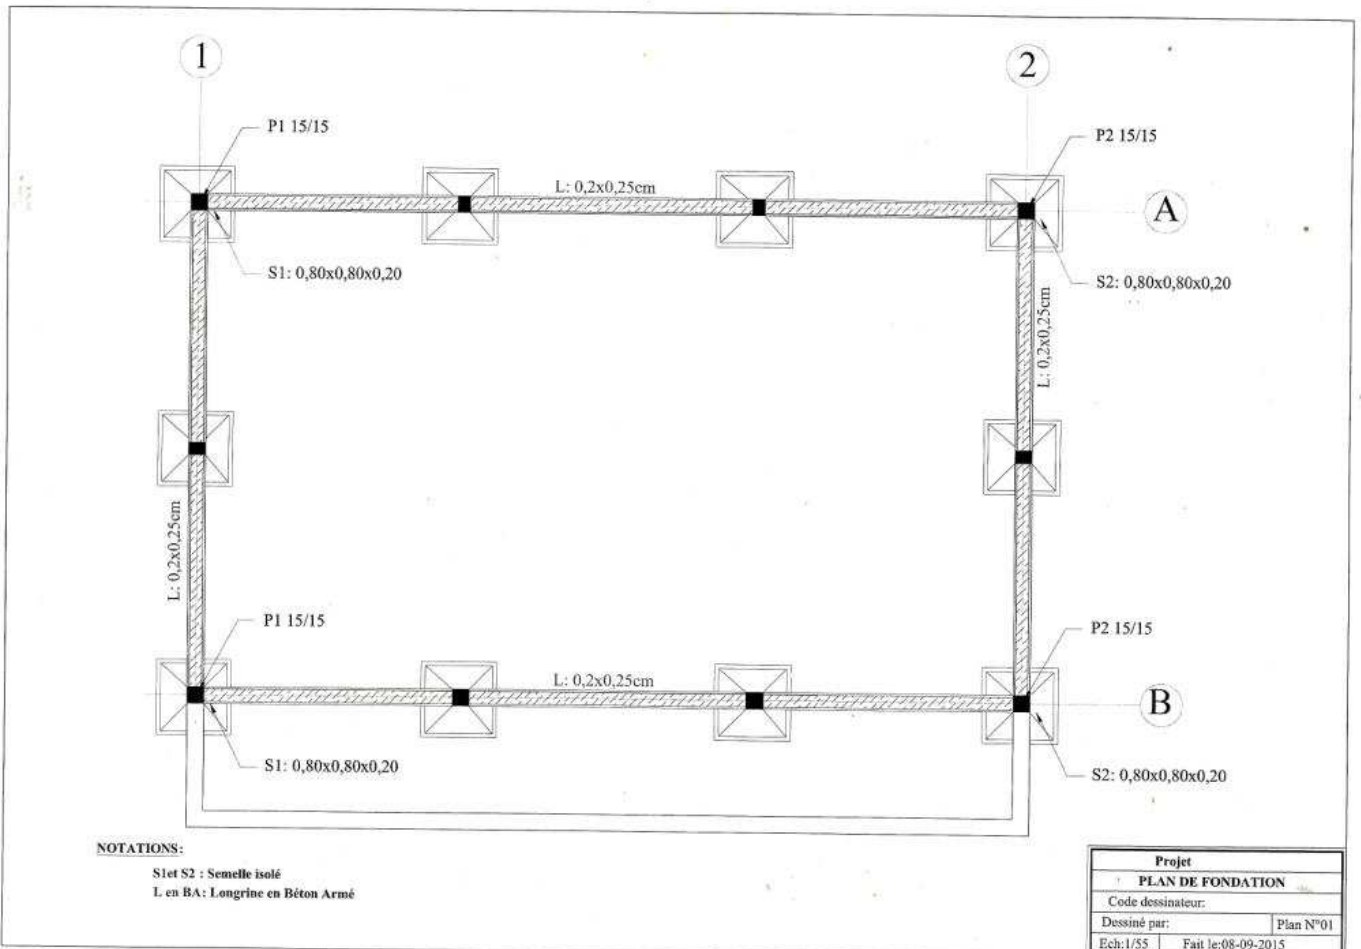 1
2
P1 15/15
P2 15/15
L: 0,2x0,25cm
A
S1: 0,80x0,80x0,20
S2: 0,80x0,80x0,20
L: 0,2x0,25cm
L: 0,2x0,25cm
P1 15/15
P2 15/15
L: 0,2x0,25cm
B
S1: 0,80x0,80x0,20
S2: 0,80x0,80x0,20
NOTATIONS:
S1et S2 : Semelle isolé
L en BA: Longrine en Béton Armé
Projet
PLAN DE FONDATION
Code dessinateur:
Dessiné par: Plan N°01
Ech:1/55 Fait le:08-09-2015